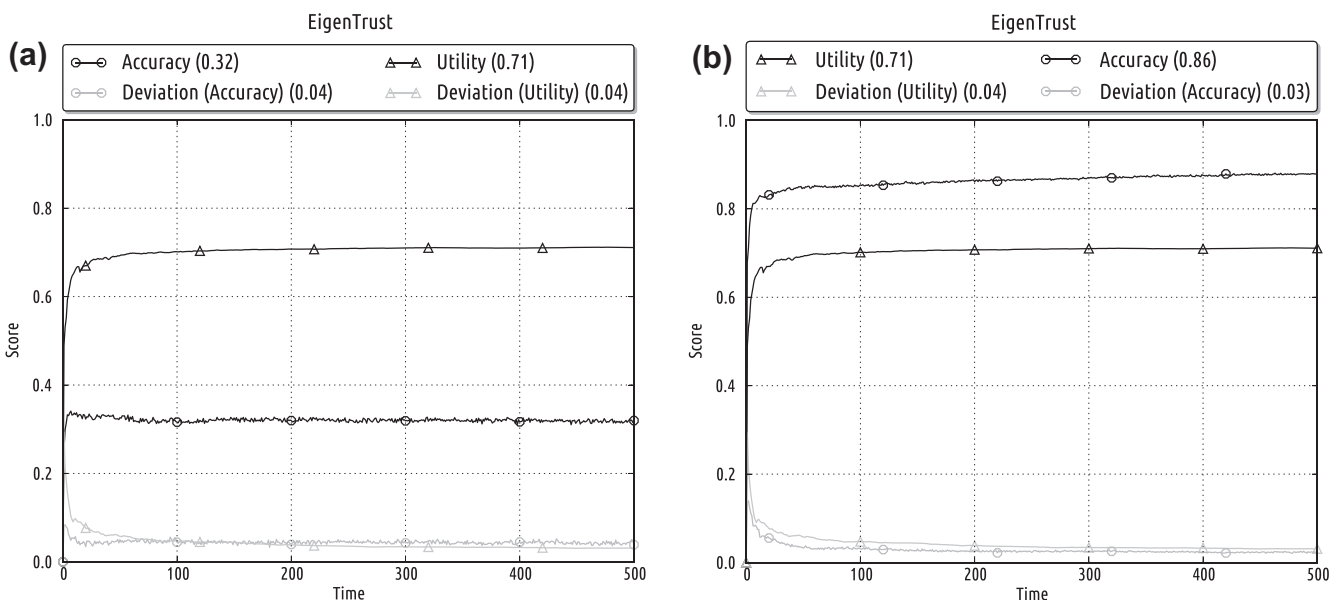 EigenTrust
(a)
Accuracy (0.32) Utility (0.71)
Deviation (Accuracy) (0.04) Deviation (Utility) (0.04)
1.0
0.8
0.6
0.4
0.2
0.0
Score
0 100 200 300 400 500
Time
EigenTrust
(b)
Utility (0.71) Accuracy (0.86)
Deviation (Utility) (0.04) Deviation (Accuracy) (0.03)
1.0
0.8
0.6
0.4
0.2
0.0
Score
0 100 200 300 400 500
Time